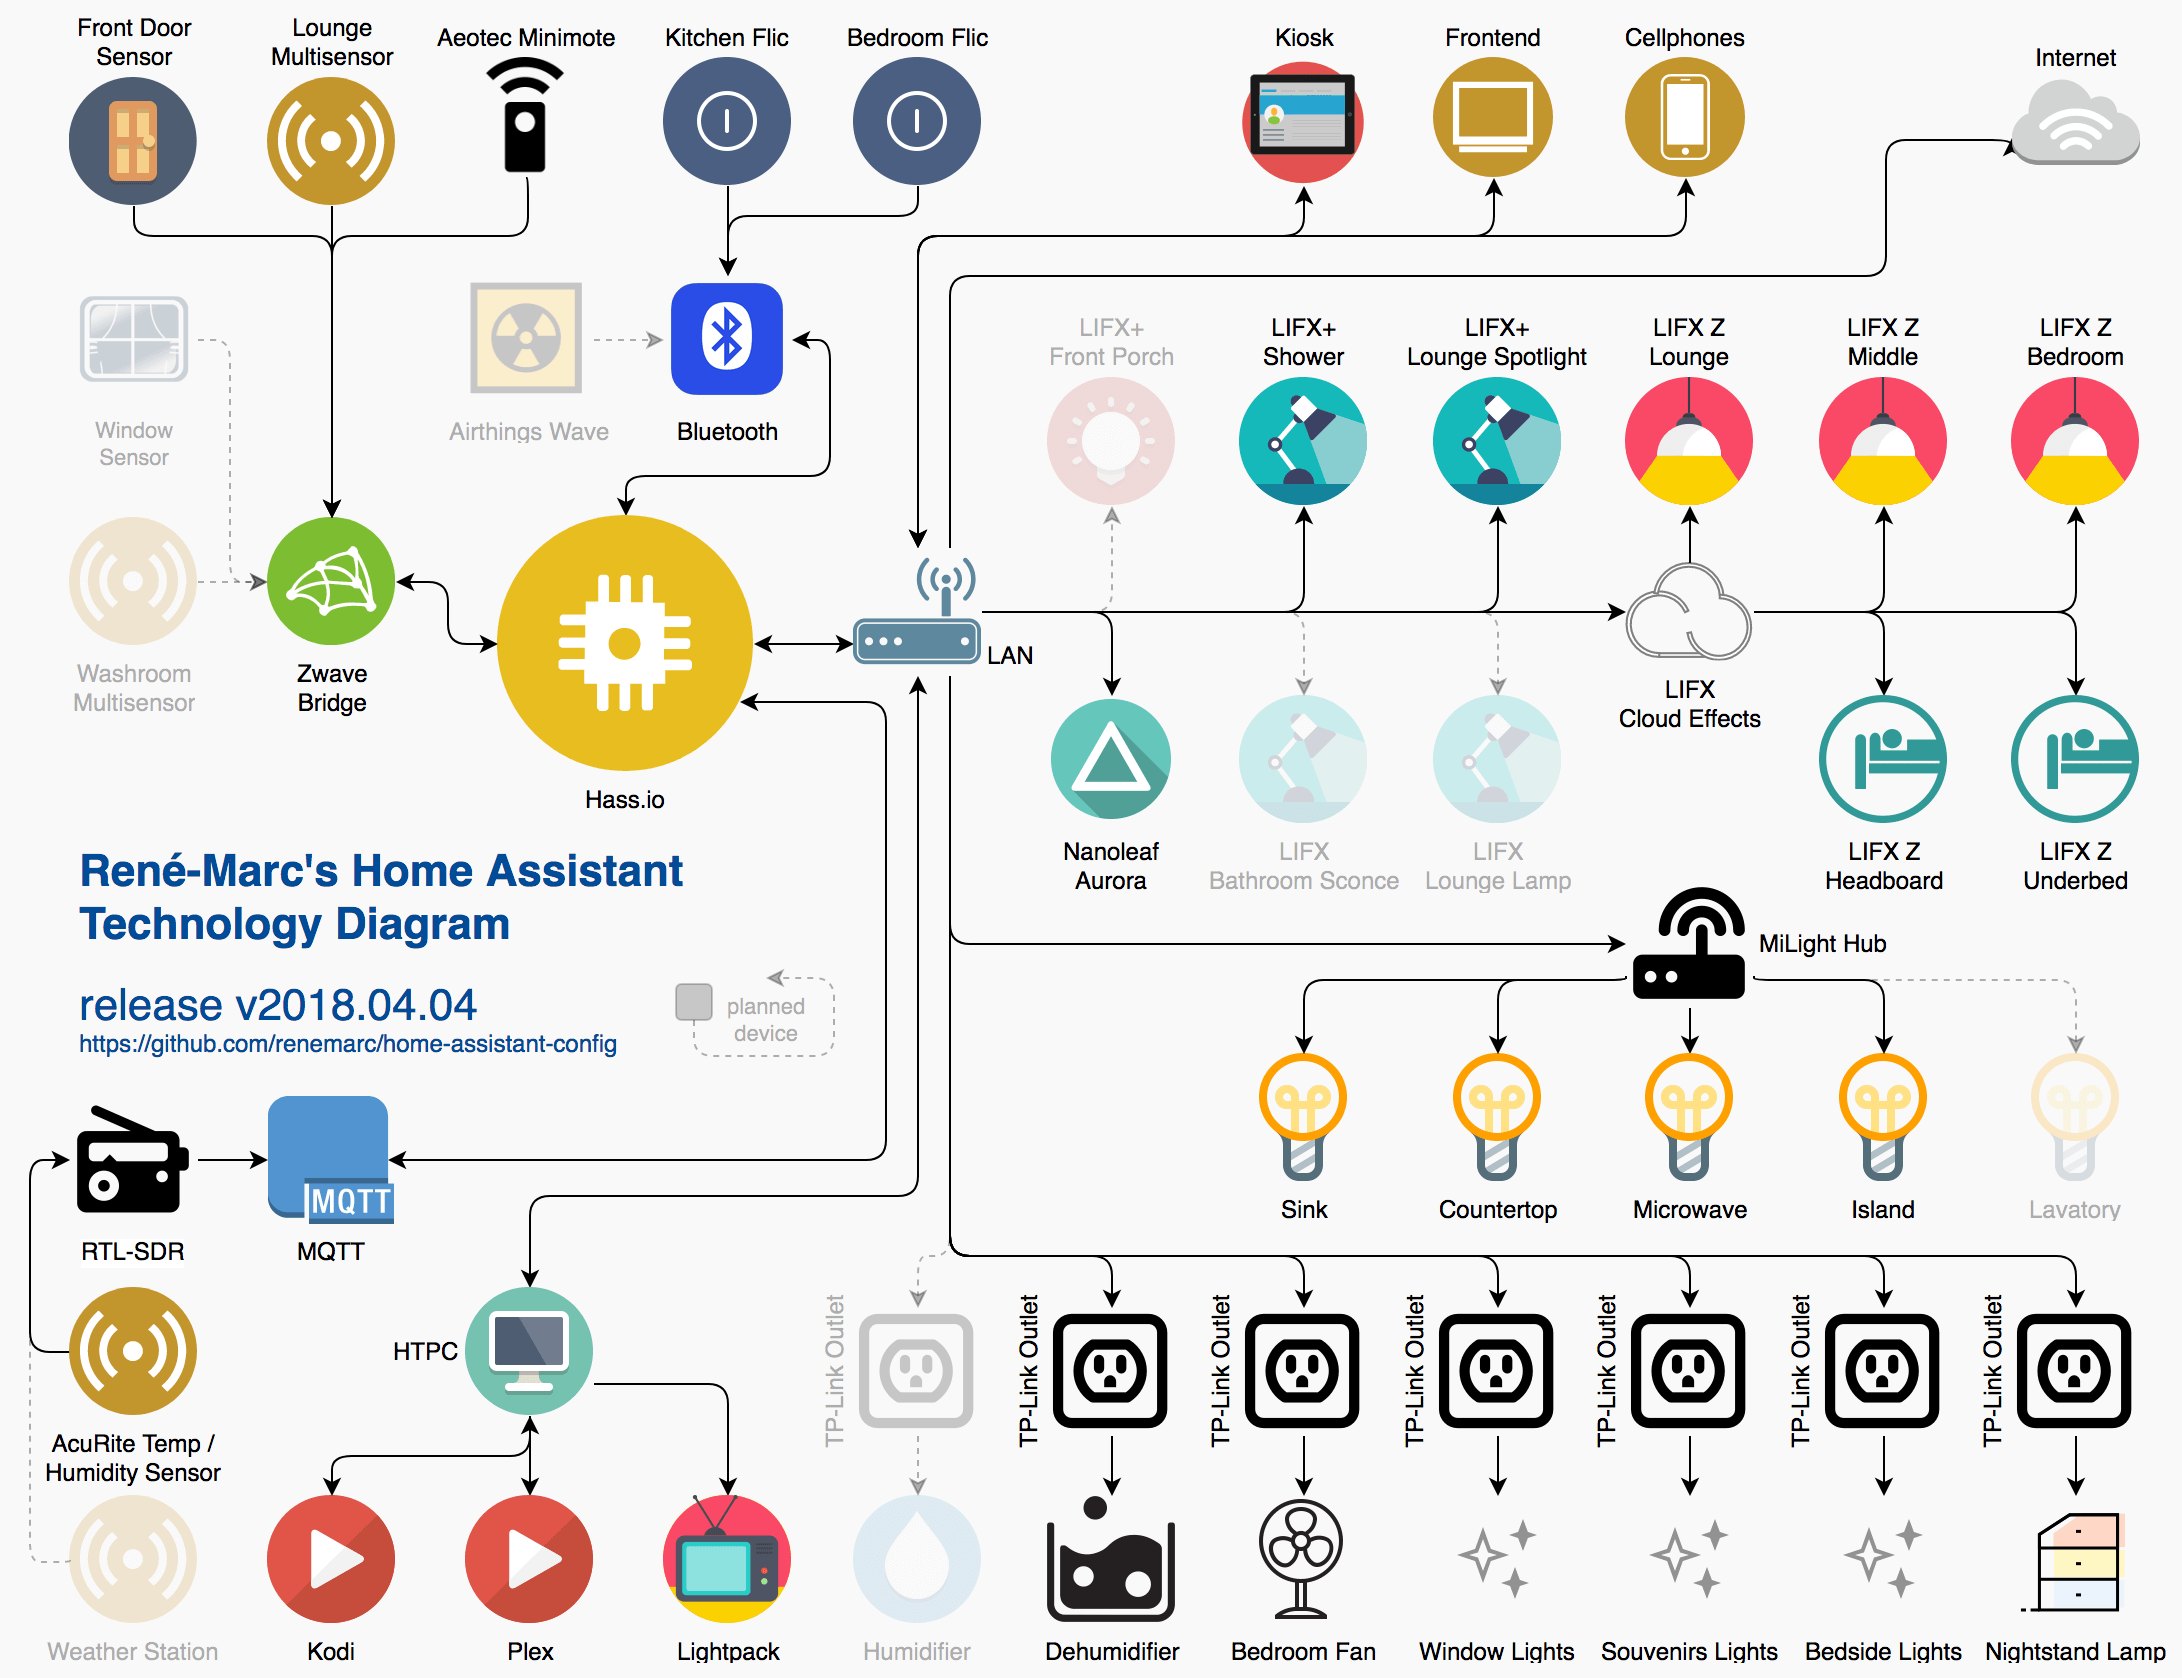 Front Door
Sensor
Lounge
Multisensor
Aeotec Minimote
Kitchen Flic
Bedroom Flic
Kiosk
Frontend
Cellphones
Internet
Window
Sensor
Airthings Wave
Bluetooth
LIFX+
Front Porch
LIFX+
Shower
LIFX+
Lounge Spotlight
LIFX Z
Lounge
LIFX Z
Middle
LIFX Z
Bedroom
Washroom
Multisensor
Zwave
Bridge
Hass.io
LAN
LIFX
Cloud Effects
Nanoleaf
Aurora
LIFX
Bathroom Sconce
LIFX
Lounge Lamp
LIFX Z
Headboard
LIFX Z
Underbed
René-Marc's Home Assistant
Technology Diagram
release v2018.04.04
https://github.com/renemarc/home-assistant-config
planned
device
MiLight Hub
Sink
Countertop
Microwave
Island
Lavatory
RTL-SDR
MQTT
MQTT
AcuRite Temp /
Humidity Sensor
HTPC
TP-Link Outlet
TP-Link Outlet
TP-Link Outlet
TP-Link Outlet
TP-Link Outlet
TP-Link Outlet
TP-Link Outlet
Weather Station
Kodi
Plex
Lightpack
Humidifier
Dehumidifier
Bedroom Fan
Window Lights
Souvenirs Lights
Bedside Lights
Nightstand Lamp